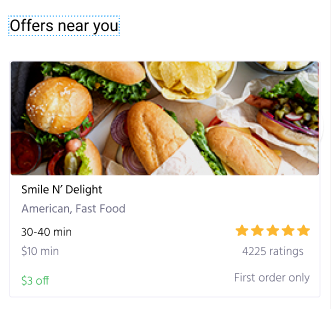 Offers near you
Smile N’ Delight
American, Fast Food
30-40 min
$10 min
4225 ratings
$3 off
First order only